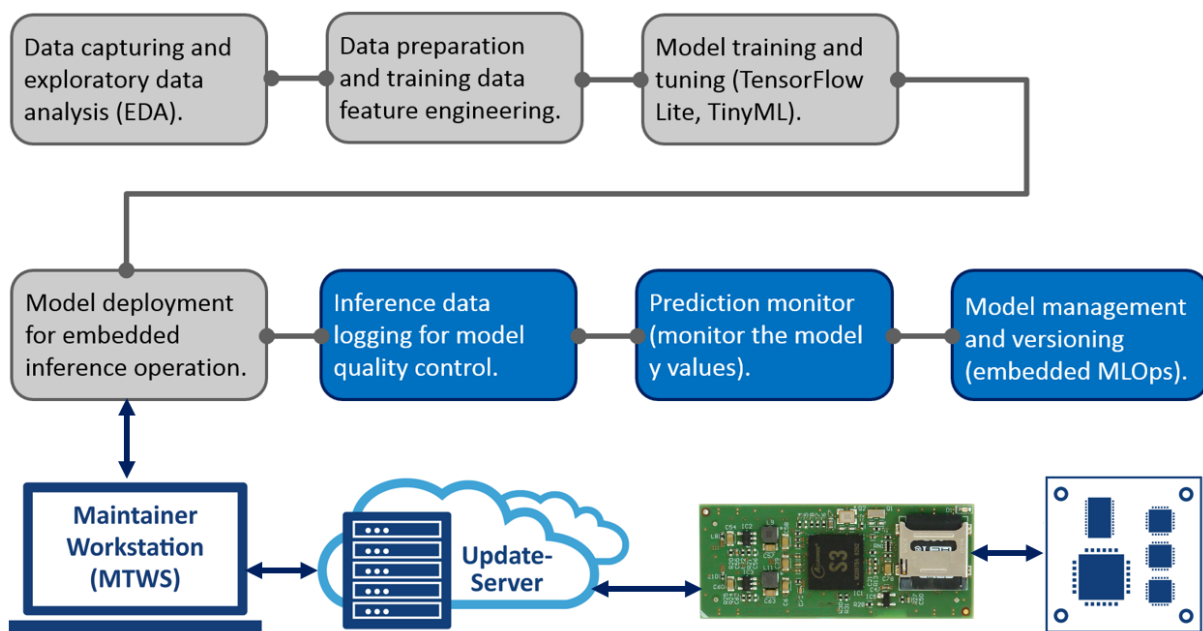 Data capturing and
exploratory data
analysis (EDA).
Data preparation
and training data
feature engineering.
Model training and
tuning (TensorFlow
Lite, TinyML).
Model deployment
for embedded
inference operation.
Inference data
logging for model
quality control.
Prediction monitor
(monitor the model
y values).
Model management
and versioning
(embedded MLOps).
Maintainer
Workstation
(MTWS)
Update-
Server
S3